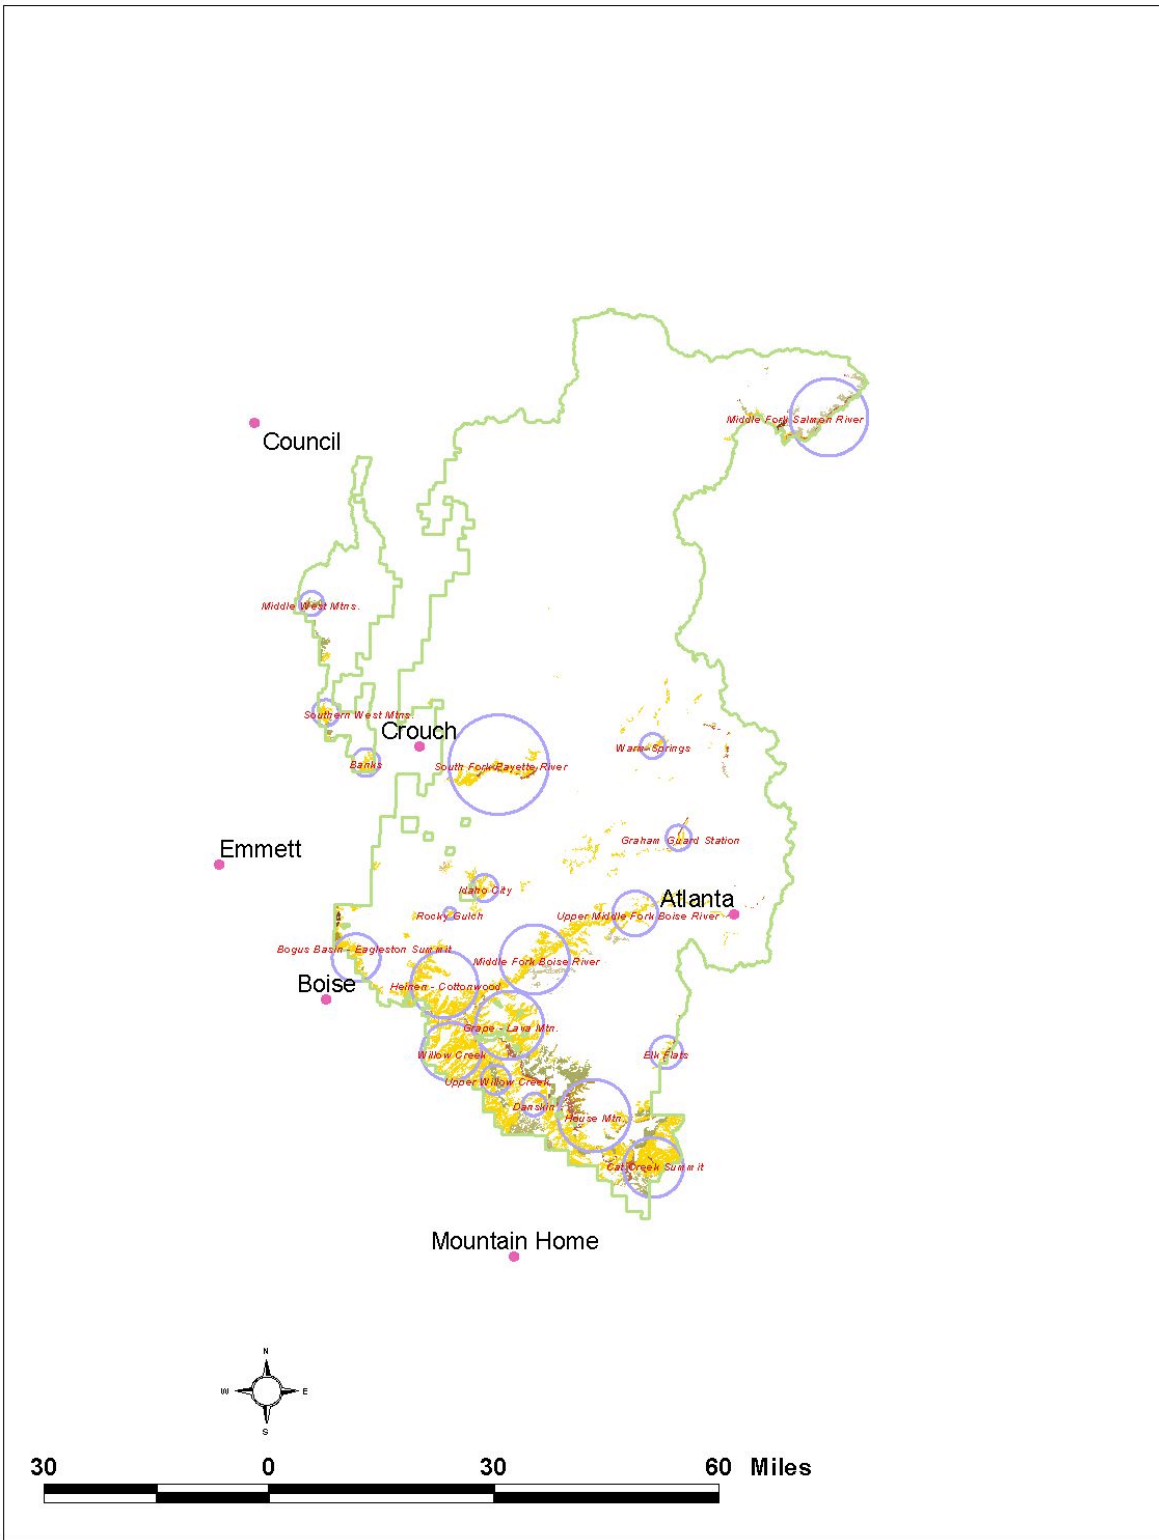 Middle Fork Salmon River
Council
Middle West Mtns.
Southern West Mtns.
Crouch
Warm Springs
Banks
South Fork Payette River
Graham Guard Station
Emmett
Idaho City
Atlanta
Rocky Gulch
Upper Middle Fork Boise River
Bogus Basin - Eagleston Summit
Middle Fork Boise River
Boise
Heinen - Cottonwood
Grape - Lava Mtn.
Willow Creek
Elk Flats
Upper Willow Creek
Danskin
House Mtn.
Cat Creek Summit
Mountain Home
N
W
E
S
30 0 30 60 Miles